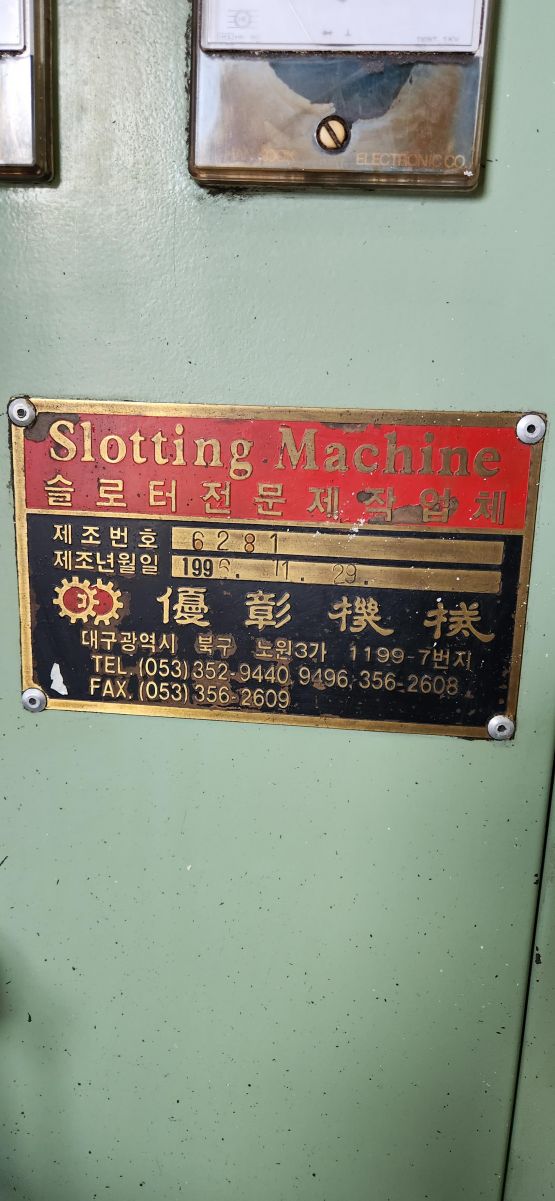 ELECTRONIC CO
Slotting Machine
슬로터전문제작업체
제조번호 6281
제조년월일 1996. 11. 29.
優彰機械
대구광역시 북구 노원3가 1199-7번지
TEL. (053) 352-9440, 9496, 356-2608
FAX. (053) 356-2609